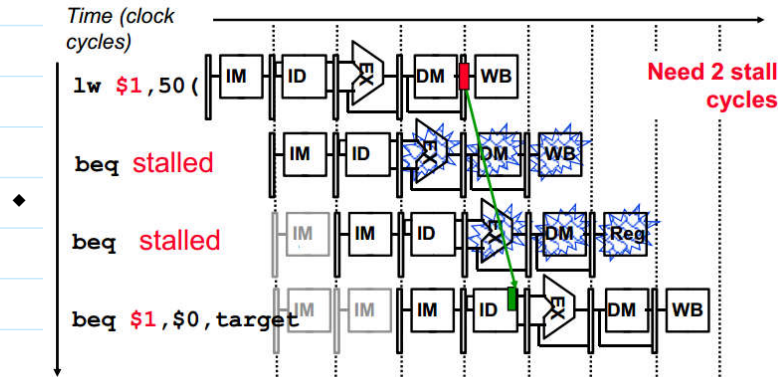 Time (clock
cycles)
lw $1,50( IM ID EX DM WB
Need 2 stall
cycles
beq stalled IM ID EX DM WB
beq stalled IM IM ID EX DM Reg
beq $1,$0,target IM IM IM ID EX DM WB